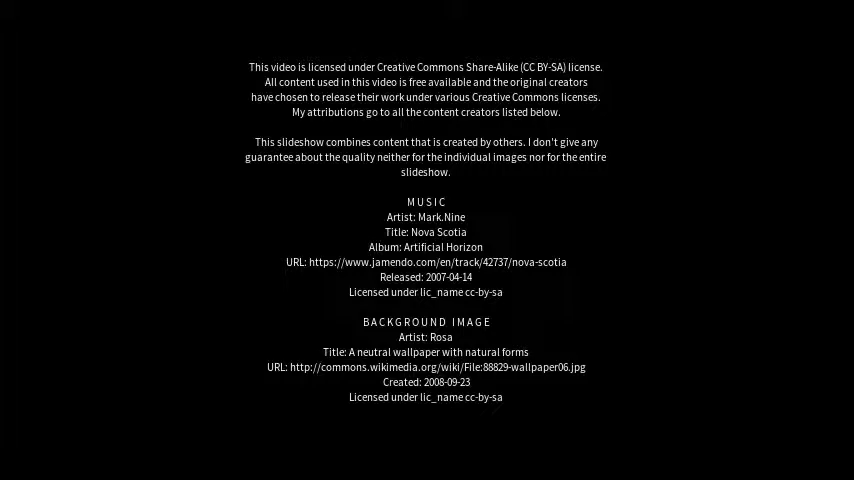 This video is licensed under Creative Commons Share-Alike (CC BY-SA) license.
All content used in this video is free available and the original creators
have chosen to release their work under various Creative Commons licenses.
My attributions go to all the content creators listed below.
This slideshow combines content that is created by others. I don't give any
guarantee about the quality neither for the individual images nor for the entire
slideshow.
MUSIC
Artist: Mark.Nine
Title: Nova Scotia
Album: Artificial Horizon
URL: https://www.jamendo.com/en/track/42737/nova-scotia
Released: 2007-04-14
Licensed under lic_name cc-by-sa
BACKGROUND IMAGE
Artist: Rosa
Title: A neutral wallpaper with natural forms
URL: http://commons.wikimedia.org/wiki/File:88829-wallpaper06.jpg
Created: 2008-09-23
Licensed under lic_name cc-by-sa